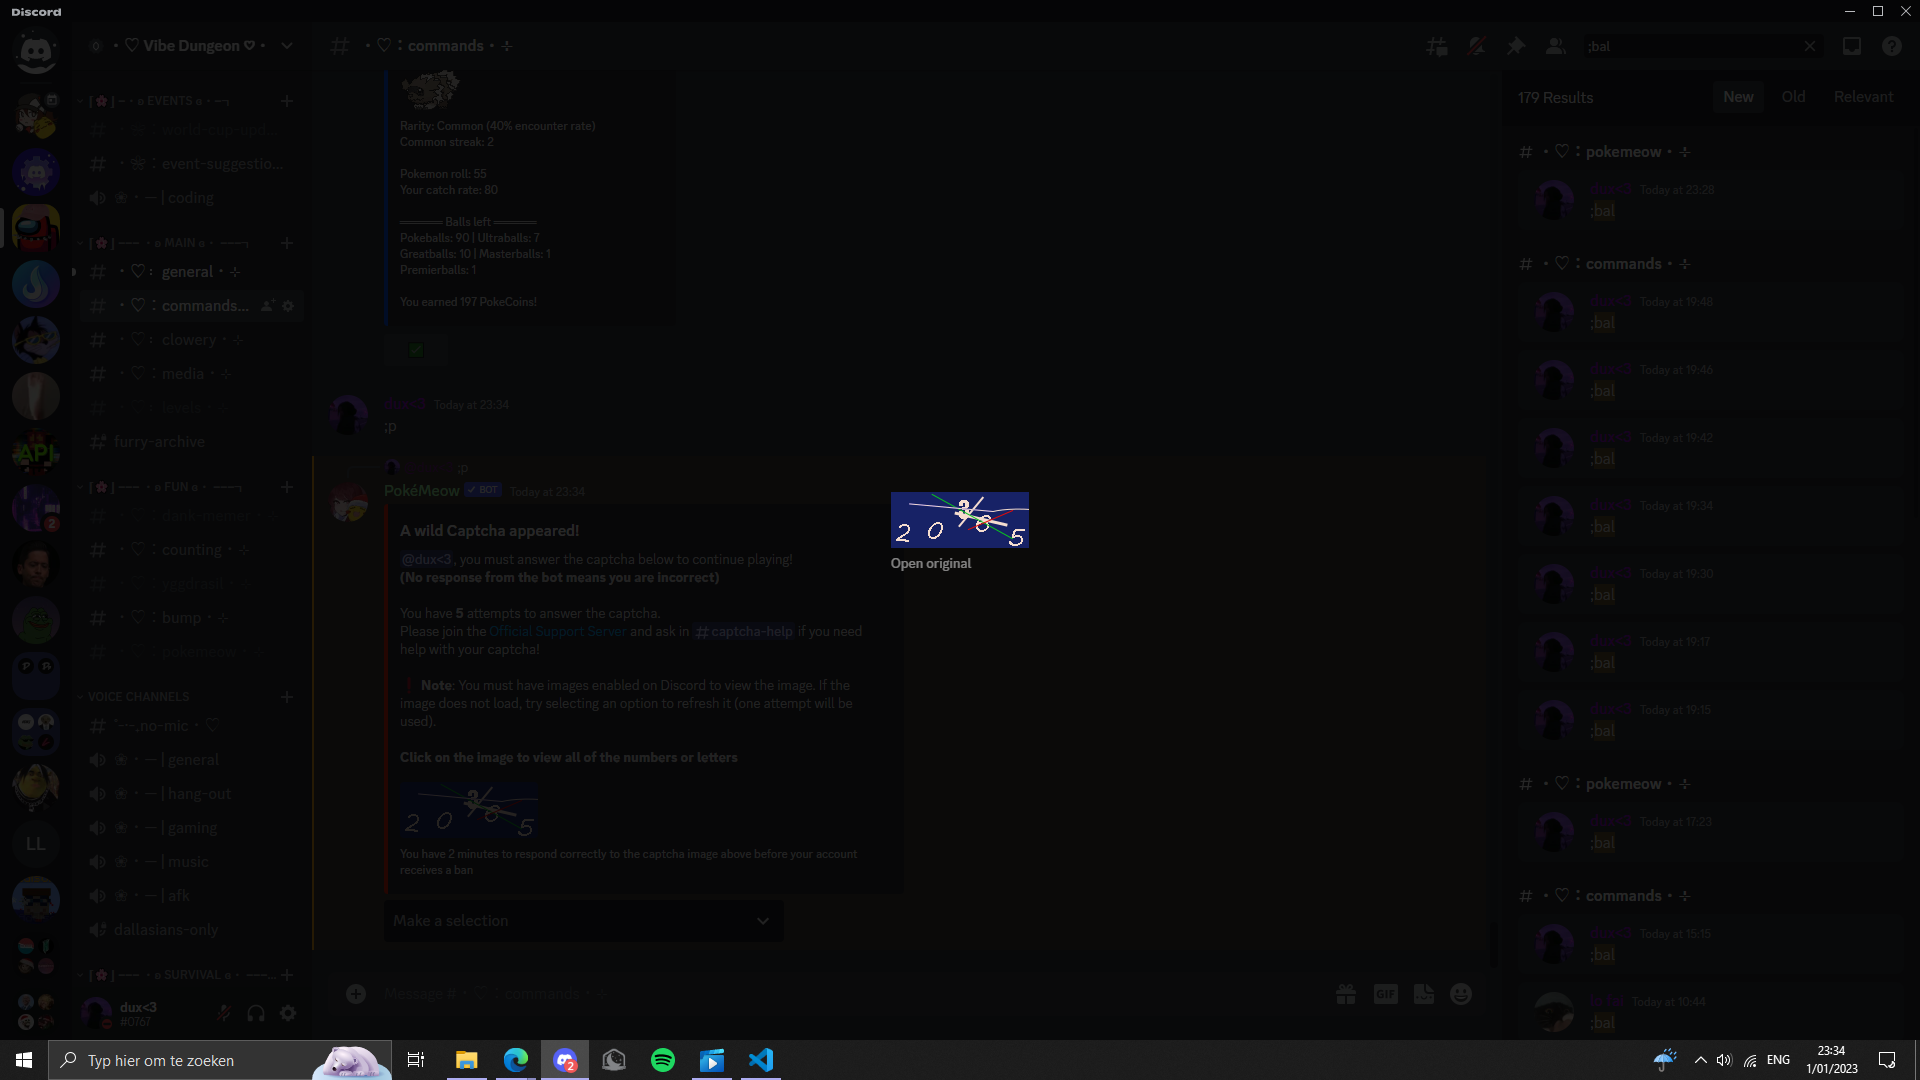 Discord
・♡ Vibe Dungeon ♡・
EVENTS
world-cup-und...
event-suggestio...
— | coding
MAIN
・♡：general・÷
・♡：commands...
・♡：clowery・÷
・♡：media・÷
・♡：levels・÷
furry-archive
API
FUN
・♡：dank-memer
・♡：counting・÷
・♡：yggdrasil・÷
・♡：bump・÷
・♡：pokemeow・÷
VOICE CHANNELS
no-mic・♡
— | general
— | hang-out
— | gaming
— | music
— | afk
LL
dallasians-only
SURVIVAL
dux<3
#0767
・♡：commands・÷
Rarity: Common (40% encounter rate)
Common streak: 2
Pokemon roll: 55
Your catch rate: 80
Balls left
Pokeballs: 90 | Ultraballs: 7
Greatballs: 10 | Masterballs: 1
Premierballs: 1
You earned 197 PokeCoins!
dux<3 Today at 23:34
;p
;p
PokéMeow ✓ BOT Today at 23:34
A wild Captcha appeared!
@dux<3, you must answer the captcha below to continue playing!
(No response from the bot means you are incorrect)
You have 5 attempts to answer the captcha.
Please join the Official Support Server and ask in #captcha-help if you need
help with your captcha!
Note: You must have images enabled on Discord to view the image. If the
image does not load, try selecting an option to refresh it (one attempt will be
used).
Click on the image to view all of the numbers or letters
2 0 3 6 5
You have 2 minutes to respond correctly to the captcha image above before your account
receives a ban
Make a selection
Message #・♡：commands・÷
GIF
2 0 3 6 5
Open original
;bal
179 Results
New
Old
Relevant
# ・♡：pokemeow・÷
Today at 23:28
;bal
# ・♡：commands・÷
Today at 19:48
;bal
Today at 19:46
;bal
Today at 19:42
;bal
Today at 19:34
;bal
Today at 19:30
;bal
Today at 19:17
;bal
Today at 19:15
;bal
# ・♡：pokemeow・÷
Today at 17:23
;bal
# ・♡：commands・÷
Today at 15:15
;bal
Today at 10:44
;bal
Typ hier om te zoeken
2
ENG
23:34
1/01/2023